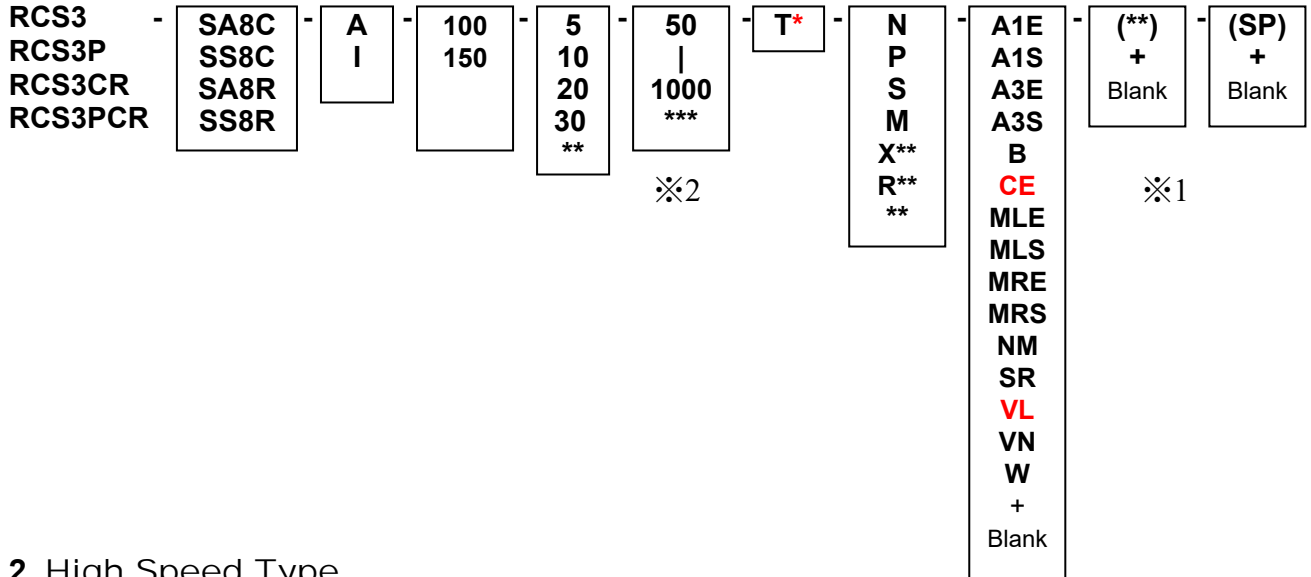 RCS3 - SA8C - A - 100 - 5 - 50 - T* - N - A1E - (**) - (SP)
RCS3P SS8C I 150 10 | P A1S + +
RCS3CR SA8R 20 1000 S A3E Blank Blank
RCS3PCR SS8R 30 *** M A3S
** X** B
※2 R** CE ※1
** MLE
MLS
MRE
MRS
NM
SR
VL
VN
W
+
Blank
2 High Speed Type